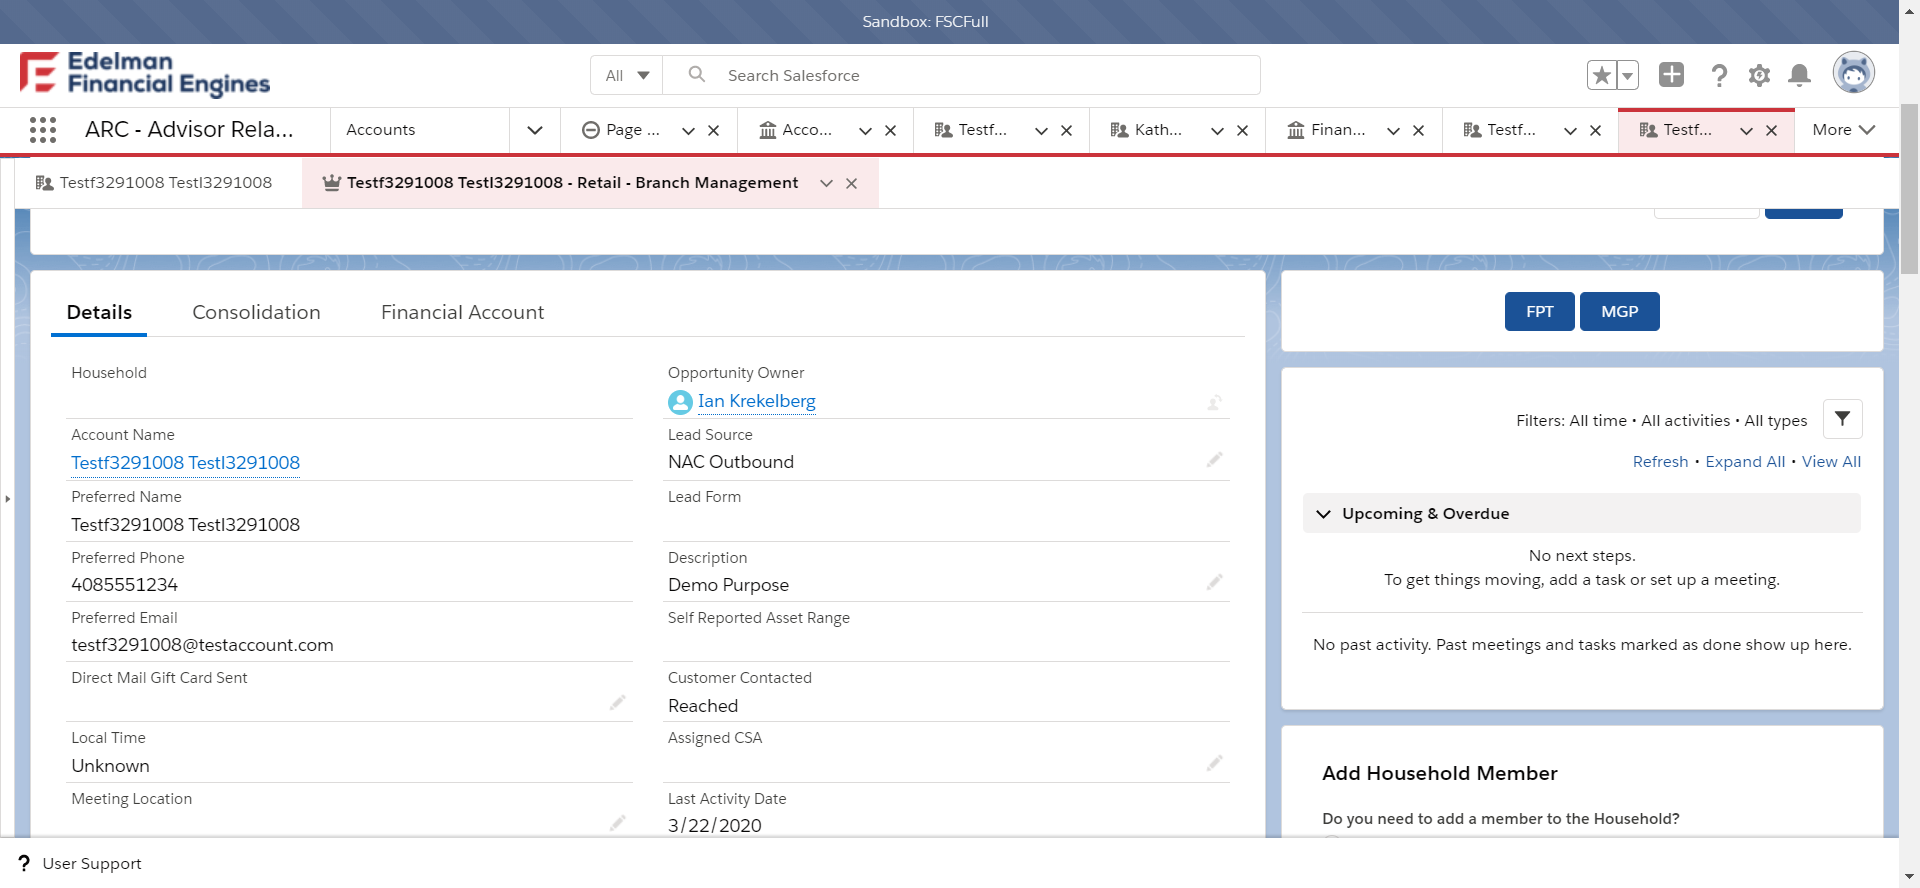 Sandbox: FSCFull
Edelman
Financial Engines
All
Search Salesforce
ARC - Advisor Rela...
Accounts
Page ...
Acco...
Testf...
Kath...
Finan...
Testf...
Testf...
More
Testf3291008 Testl3291008
Testf3291008 Testl3291008 - Retail - Branch Management
Details
Consolidation
Financial Account
Household
Opportunity Owner
Ian Krekelberg
Account Name
Testf3291008 Testl3291008
Lead Source
NAC Outbound
Preferred Name
Testf3291008 Testl3291008
Lead Form
Preferred Phone
4085551234
Description
Demo Purpose
Preferred Email
testf3291008@testaccount.com
Self Reported Asset Range
Direct Mail Gift Card Sent
Customer Contacted
Reached
Local Time
Unknown
Assigned CSA
Meeting Location
Last Activity Date
3/22/2020
FPT
MGP
Filters: All time • All activities • All types
Refresh • Expand All • View All
Upcoming & Overdue
No next steps.
To get things moving, add a task or set up a meeting.
No past activity. Past meetings and tasks marked as done show up here.
Add Household Member
Do you need to add a member to the Household?
? User Support